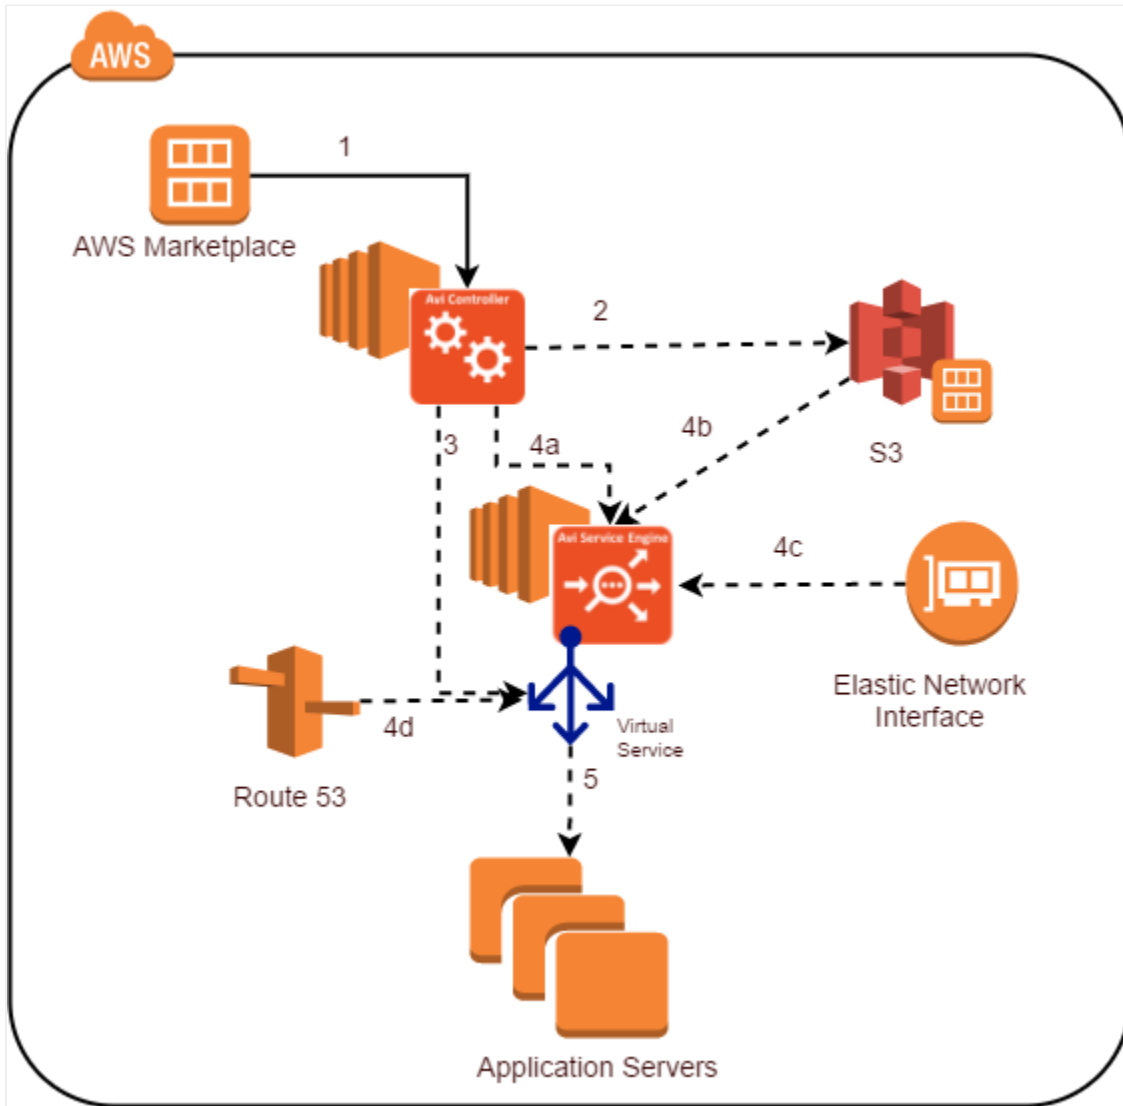 AWS
1
AWS Marketplace
Avi Controller
2
3
4a
4b
S3
Avi Service Engine
4c
Elastic Network
Interface
4d
Virtual
Service
Route 53
5
Application Servers